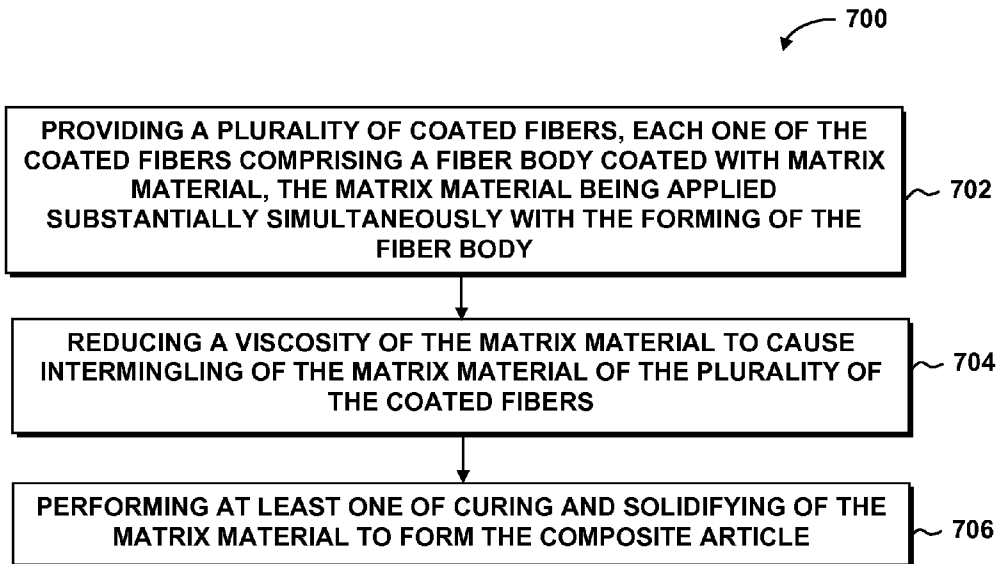 700
PROVIDING A PLURALITY OF COATED FIBERS, EACH ONE OF THE
COATED FIBERS COMPRISING A FIBER BODY COATED WITH MATRIX
MATERIAL, THE MATRIX MATERIAL BEING APPLIED
SUBSTANTIALLY SIMULTANEOUSLY WITH THE FORMING OF THE
FIBER BODY
702
REDUCING A VISCOSITY OF THE MATRIX MATERIAL TO CAUSE
INTERMINGLING OF THE MATRIX MATERIAL OF THE PLURALITY OF
THE COATED FIBERS
704
PERFORMING AT LEAST ONE OF CURING AND SOLIDIFYING OF THE
MATRIX MATERIAL TO FORM THE COMPOSITE ARTICLE
706